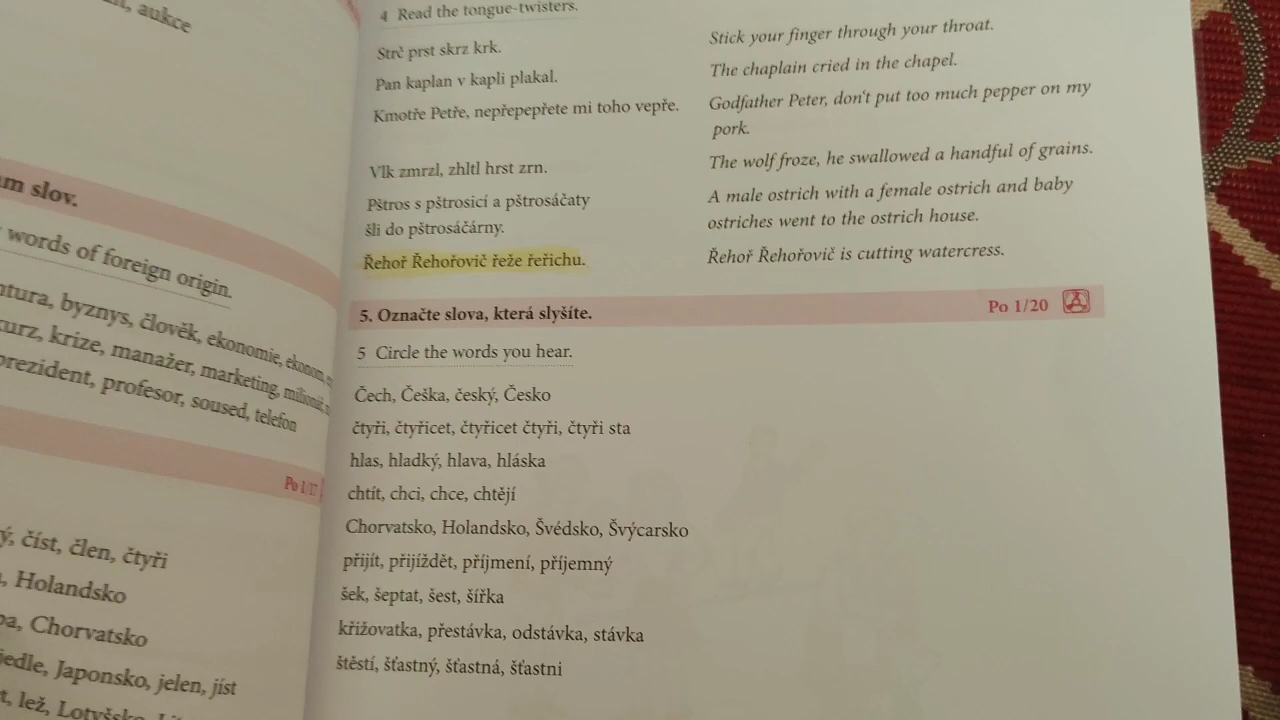 aukce
m slov.
words of foreign origin.
byznys, člověk, ekonomie, ekonom,
kurz, krize, manažer, marketing, milionář,
prezident, profesor, soused, telefon
Po 1/17
číst, člen, čtyři
Holandsko
Chorvatsko
jedle, Japonsko, jelen, jíst
lež,
4 Read the tongue-twisters.
Strč prst skrz krk.
Stick your finger through your throat.
Pan kaplan v kapli plakal.
The chaplain cried in the chapel.
Kmotře Petře, nepřepepřete mi toho vepře.
Godfather Peter, don't put too much pepper on my
pork.
Vlk zmrzl, zhltl hrst zrn.
The wolf froze, he swallowed a handful of grains.
Pštros s pštrosicí a pštrosáčaty
šli do pštrosáčárny.
A male ostrich with a female ostrich and baby
ostriches went to the ostrich house.
Řehoř Řehořovič řeže řeřichu.
Řehoř Řehořovič is cutting watercress.
5. Označte slova, která slyšíte.
Po 1/20
5 Circle the words you hear.
Čech, Češka, český, Česko
čtyři, čtyřicet, čtyřicet čtyři, čtyři sta
hlas, hladký, hlava, hláska
chtít, chci, chce, chtějí
Chorvatsko, Holandsko, Švédsko, Švýcarsko
přijít, přijíždět, příjmení, příjemný
šek, šeptat, šest, šířka
křižovatka, přestávka, odstávka, stávka
štěstí, šťastný, šťastná, šťastni